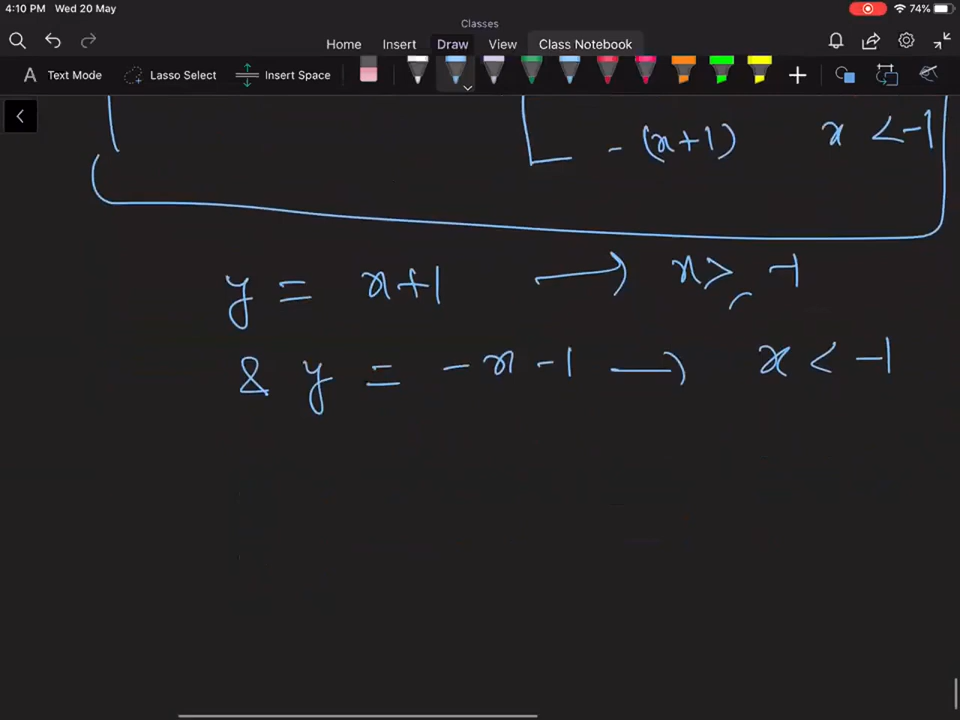 4:10 PM Wed 20 May
74%
Classes
Home Insert Draw View Class Notebook
A Text Mode Lasso Select Insert Space
- (x+1) x < -1
y = x+1 → x ≥ -1
& y = -x -1 → x < -1